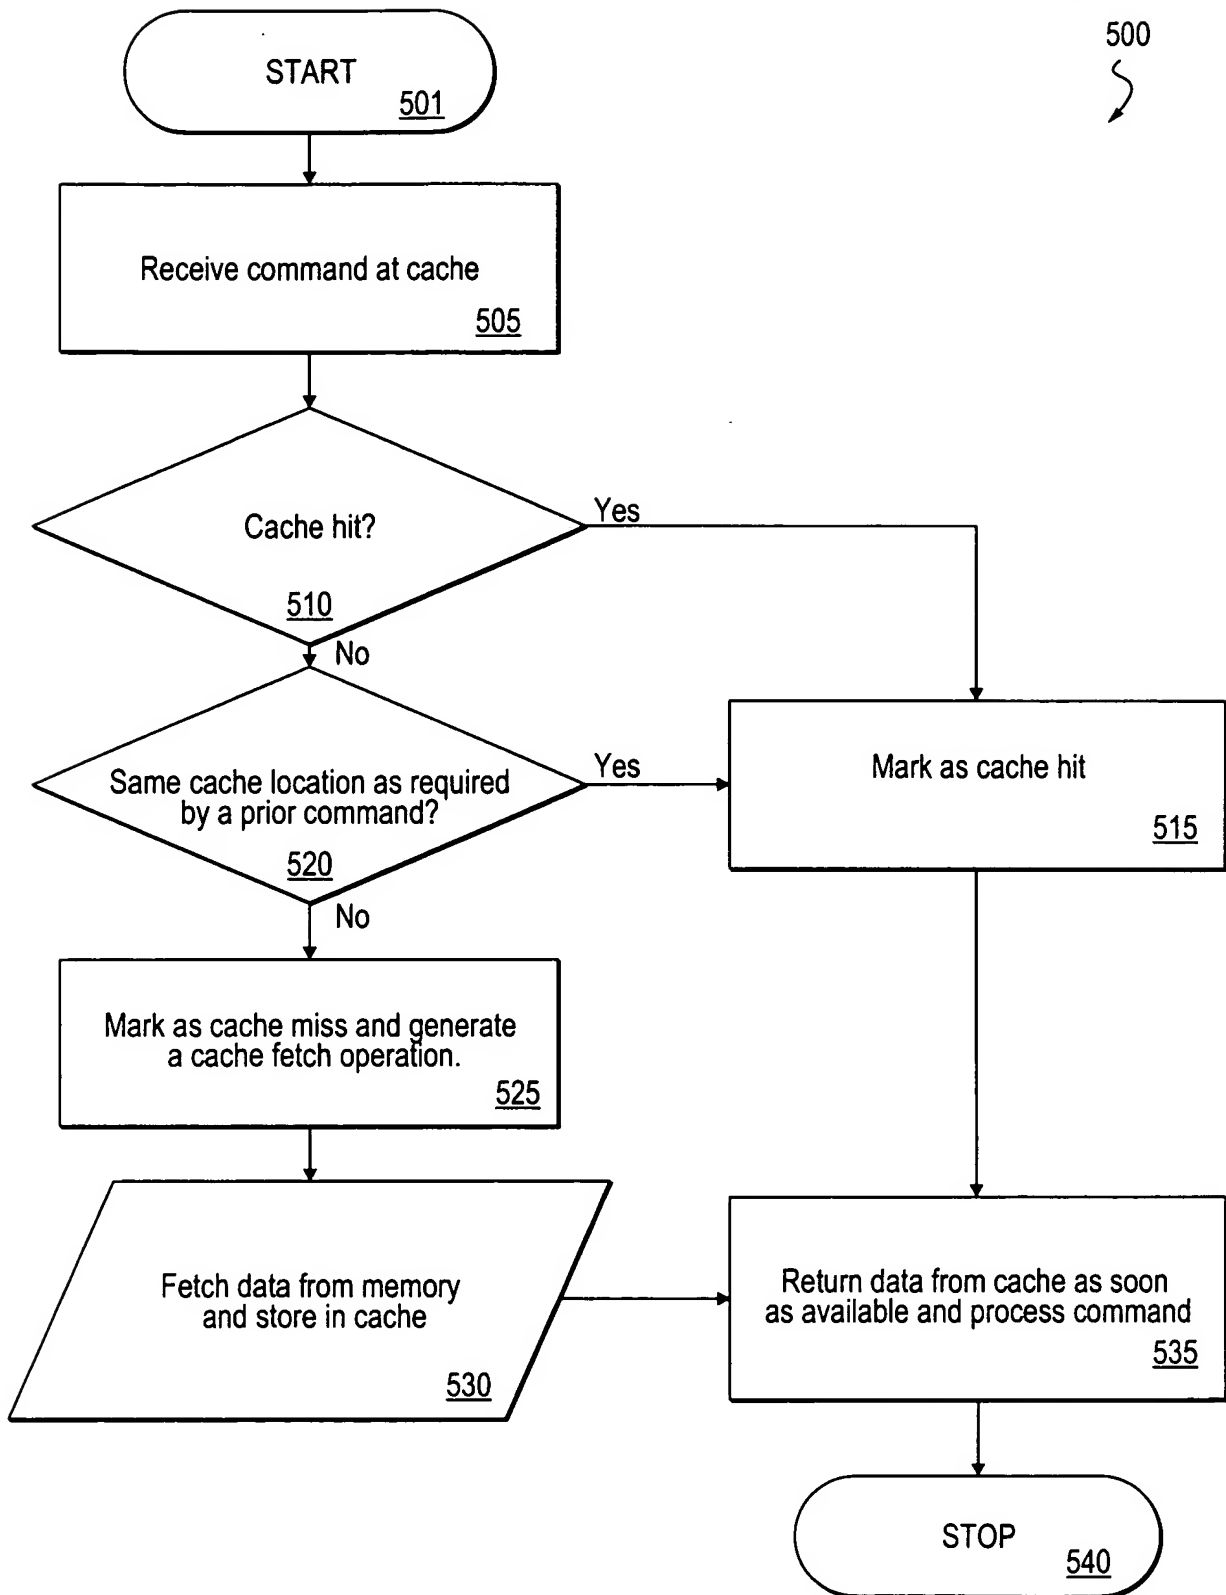 START
501
500
Receive command at cache
505
Cache hit?
510
Yes
No
Same cache location as required
by a prior command?
520
Yes
No
Mark as cache hit
515
Mark as cache miss and generate
a cache fetch operation.
525
Fetch data from memory
and store in cache
530
Return data from cache as soon
as available and process command
535
STOP
540